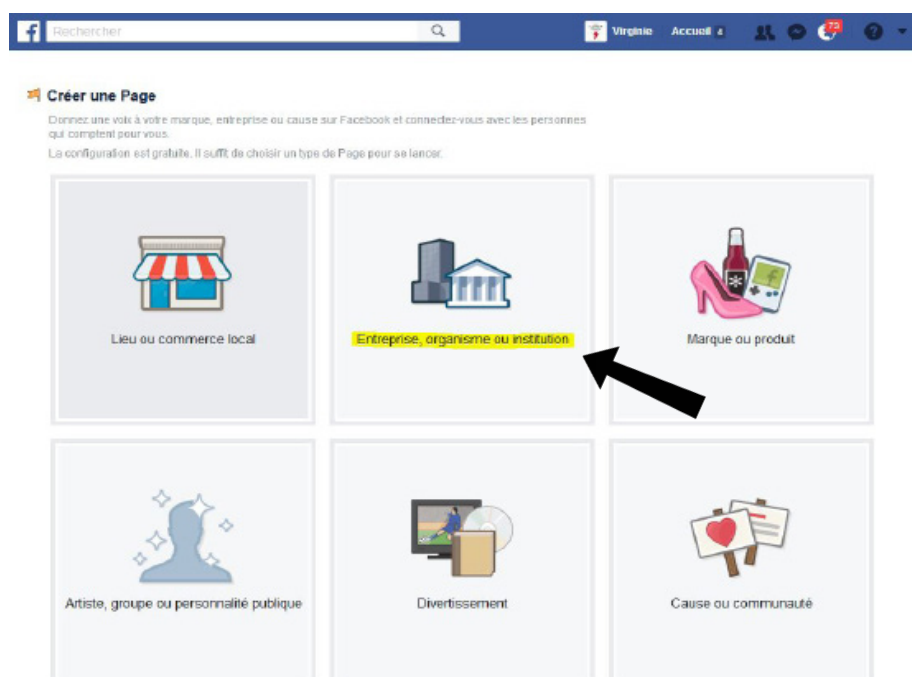 f Rechercher Virginie Accueil 4 73 ?
Créer une Page
Donnez une voix à votre marque, entreprise ou cause sur Facebook et connectez-vous avec les personnes
qui comptent pour vous.
La configuration est gratuite. Il suffit de choisir un type de Page pour se lancer.
Lieu ou commerce local
Entreprise, organisme ou institution
Marque ou produit
Artiste, groupe ou personnalité publique
Divertissement
Cause ou communauté